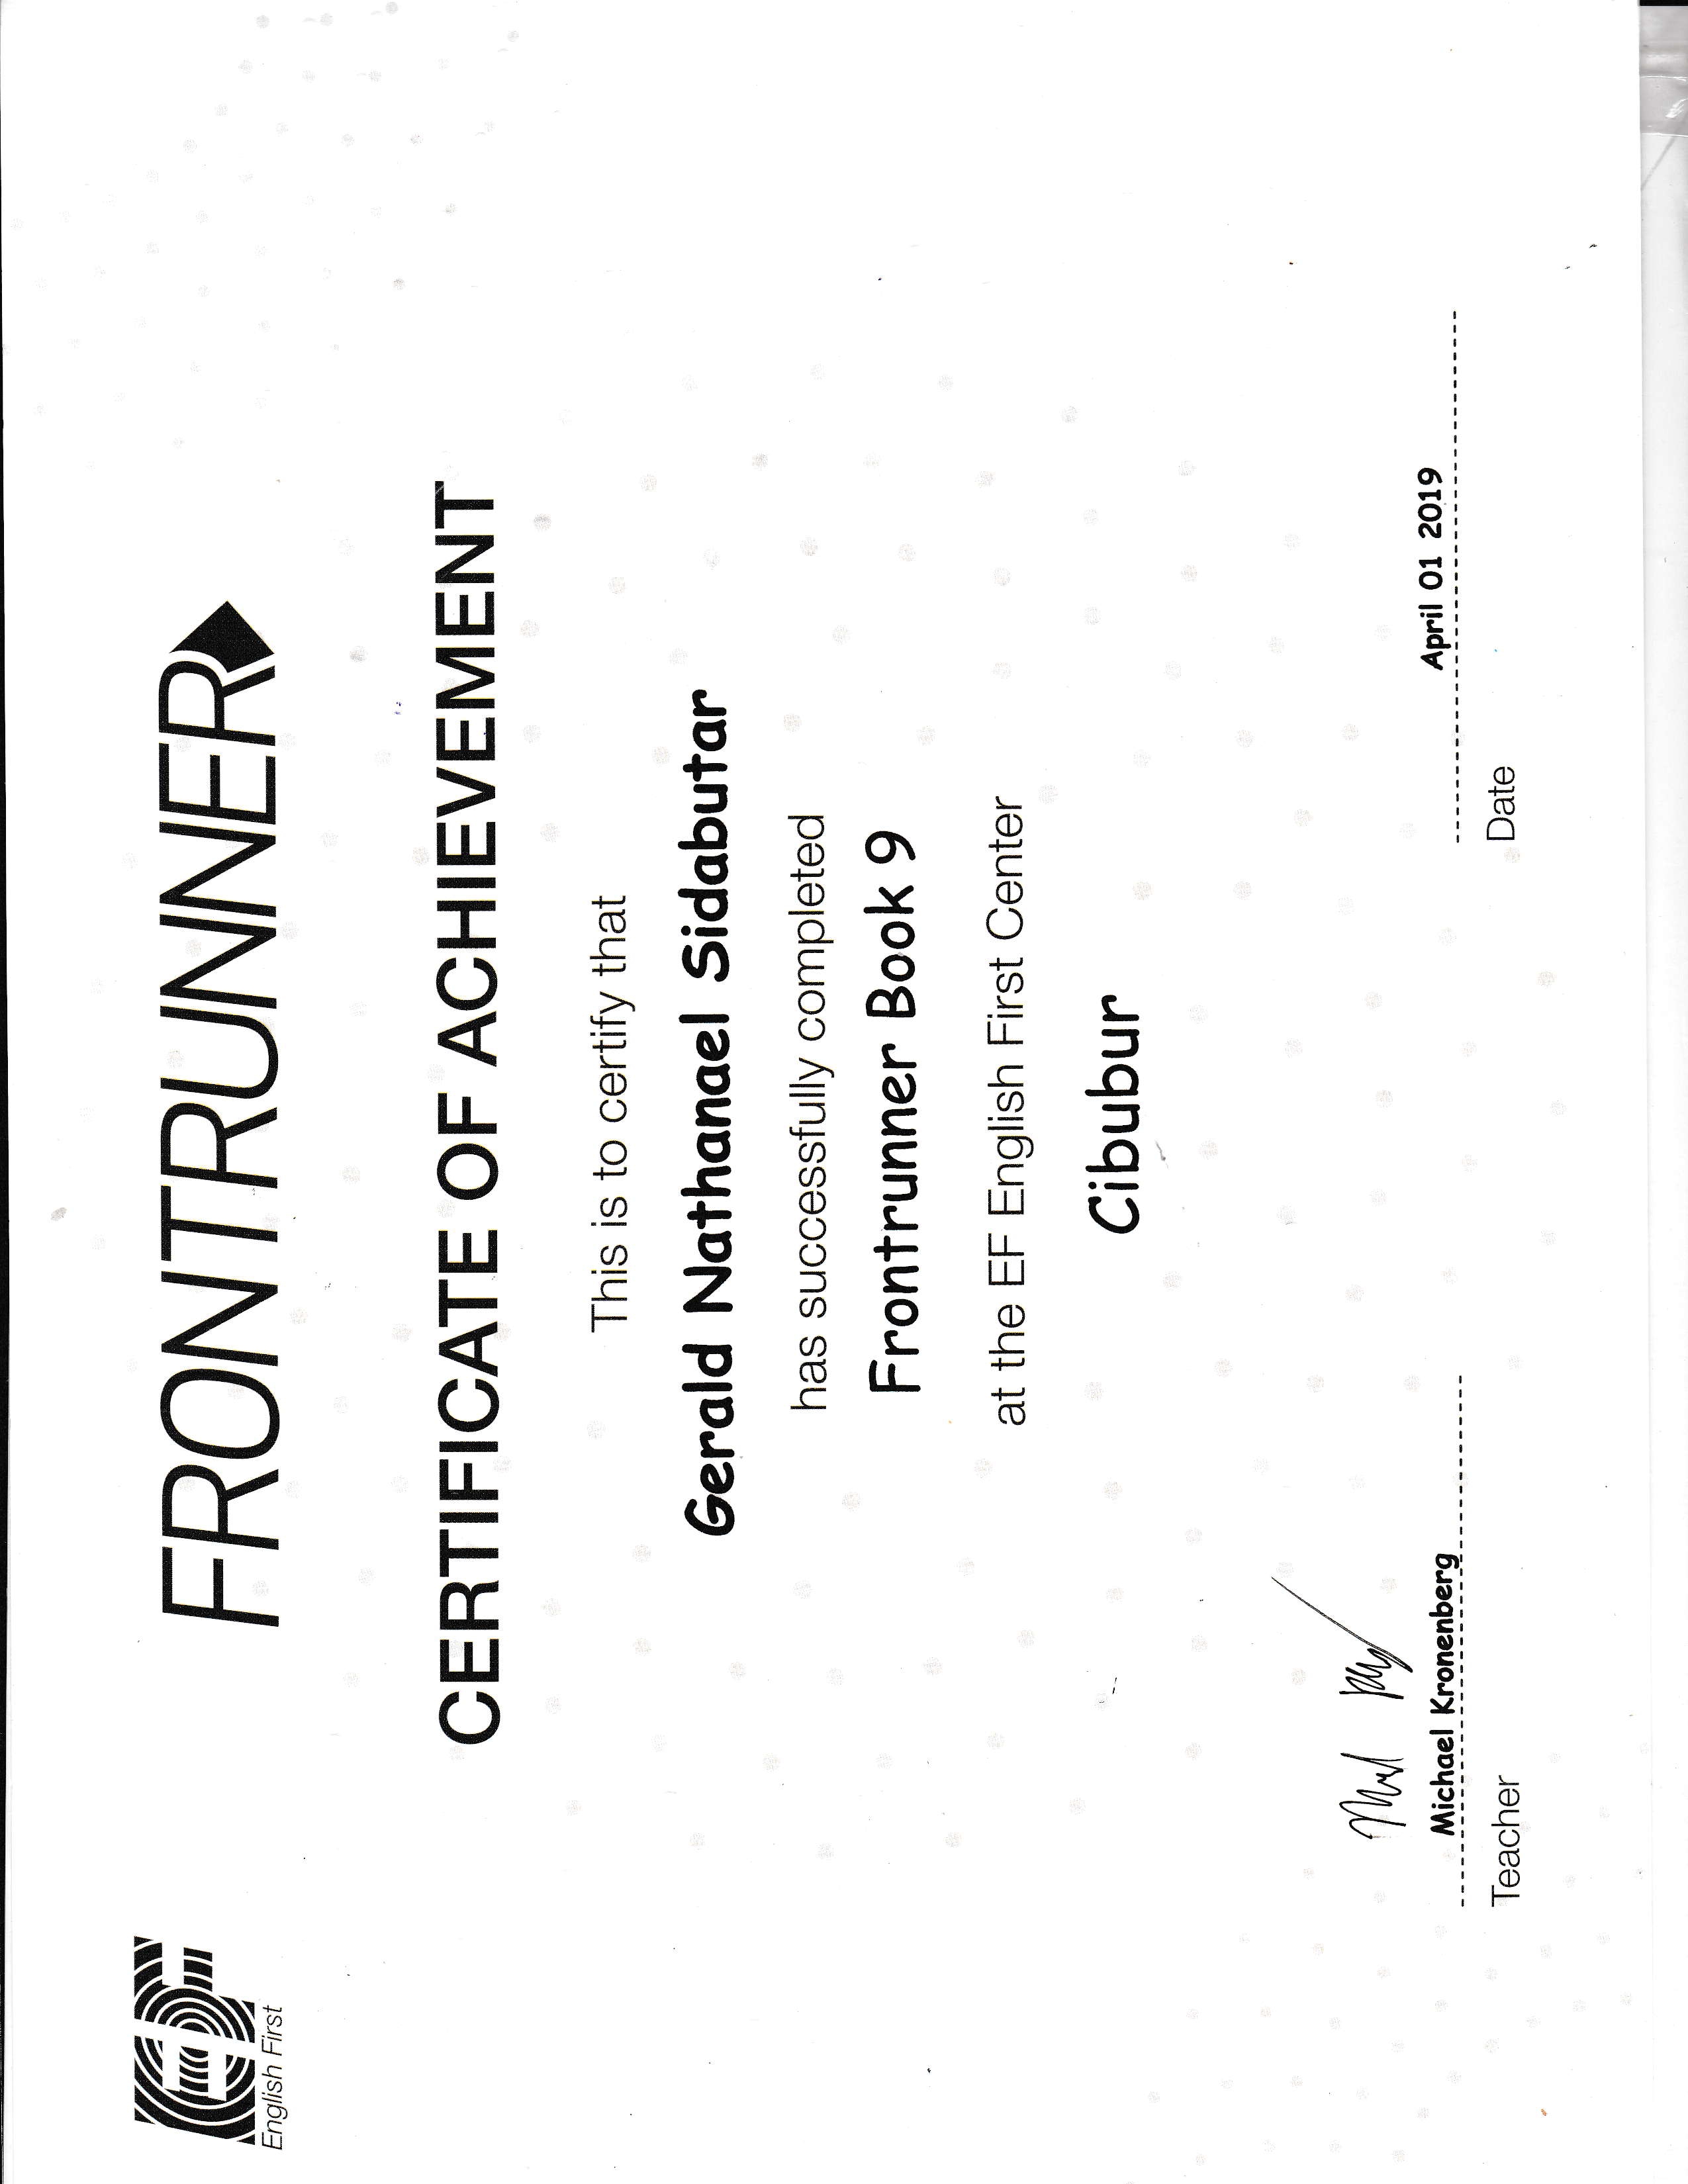 EF
English First
FRONTRUNNER
CERTIFICATE OF ACHIEVEMENT
This is to certify that
Gerald Nathanael Sidabutar
has successfully completed
Frontrunner Book 9
at the EF English First Center
Cibubur
Michael Kronenberg
April 01 2019
Teacher
Date